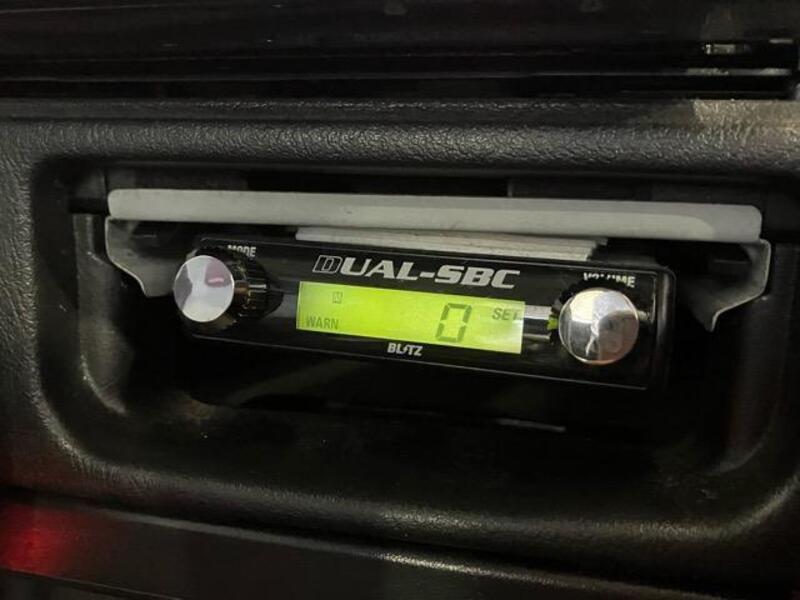 MODE
DUAL-SBC
VOLUME
SET
WARN 0
BLITZ